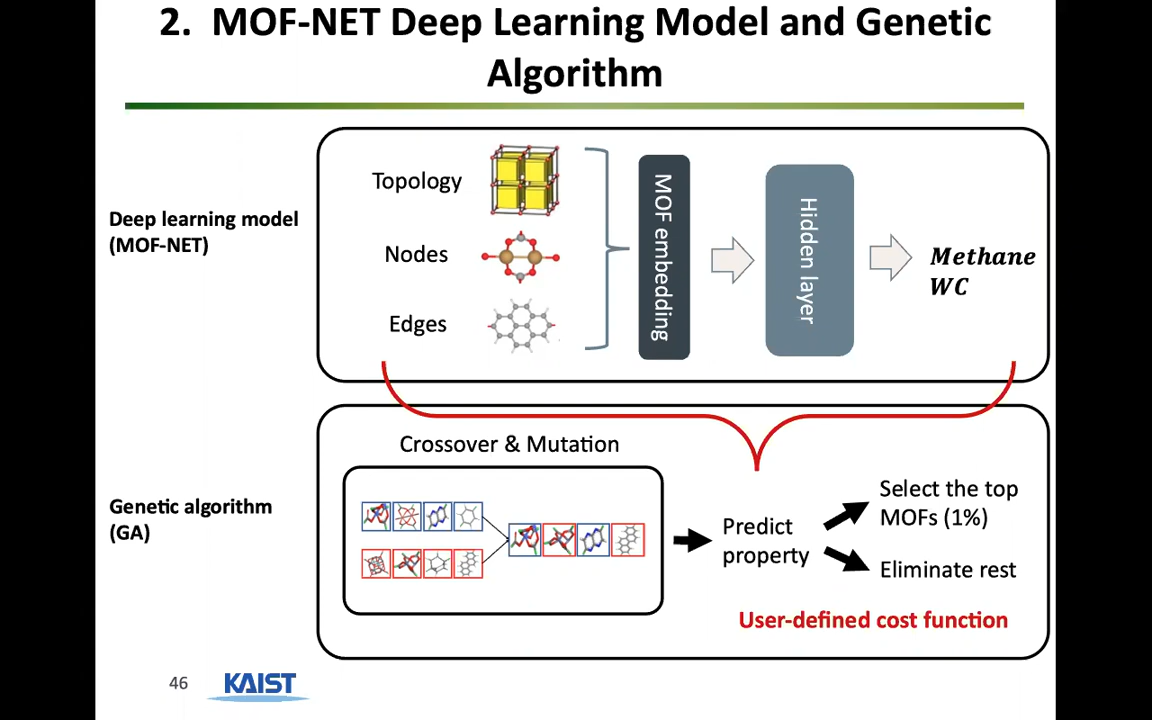 2. MOF-NET Deep Learning Model and Genetic
Algorithm
Deep learning model
(MOF-NET)
Topology
Nodes
Edges
MOF embedding
Hidden layer
Methane
WC
Genetic algorithm
(GA)
Crossover & Mutation
Predict
property
Select the top
MOFs (1%)
Eliminate rest
User-defined cost function
46
KAIST